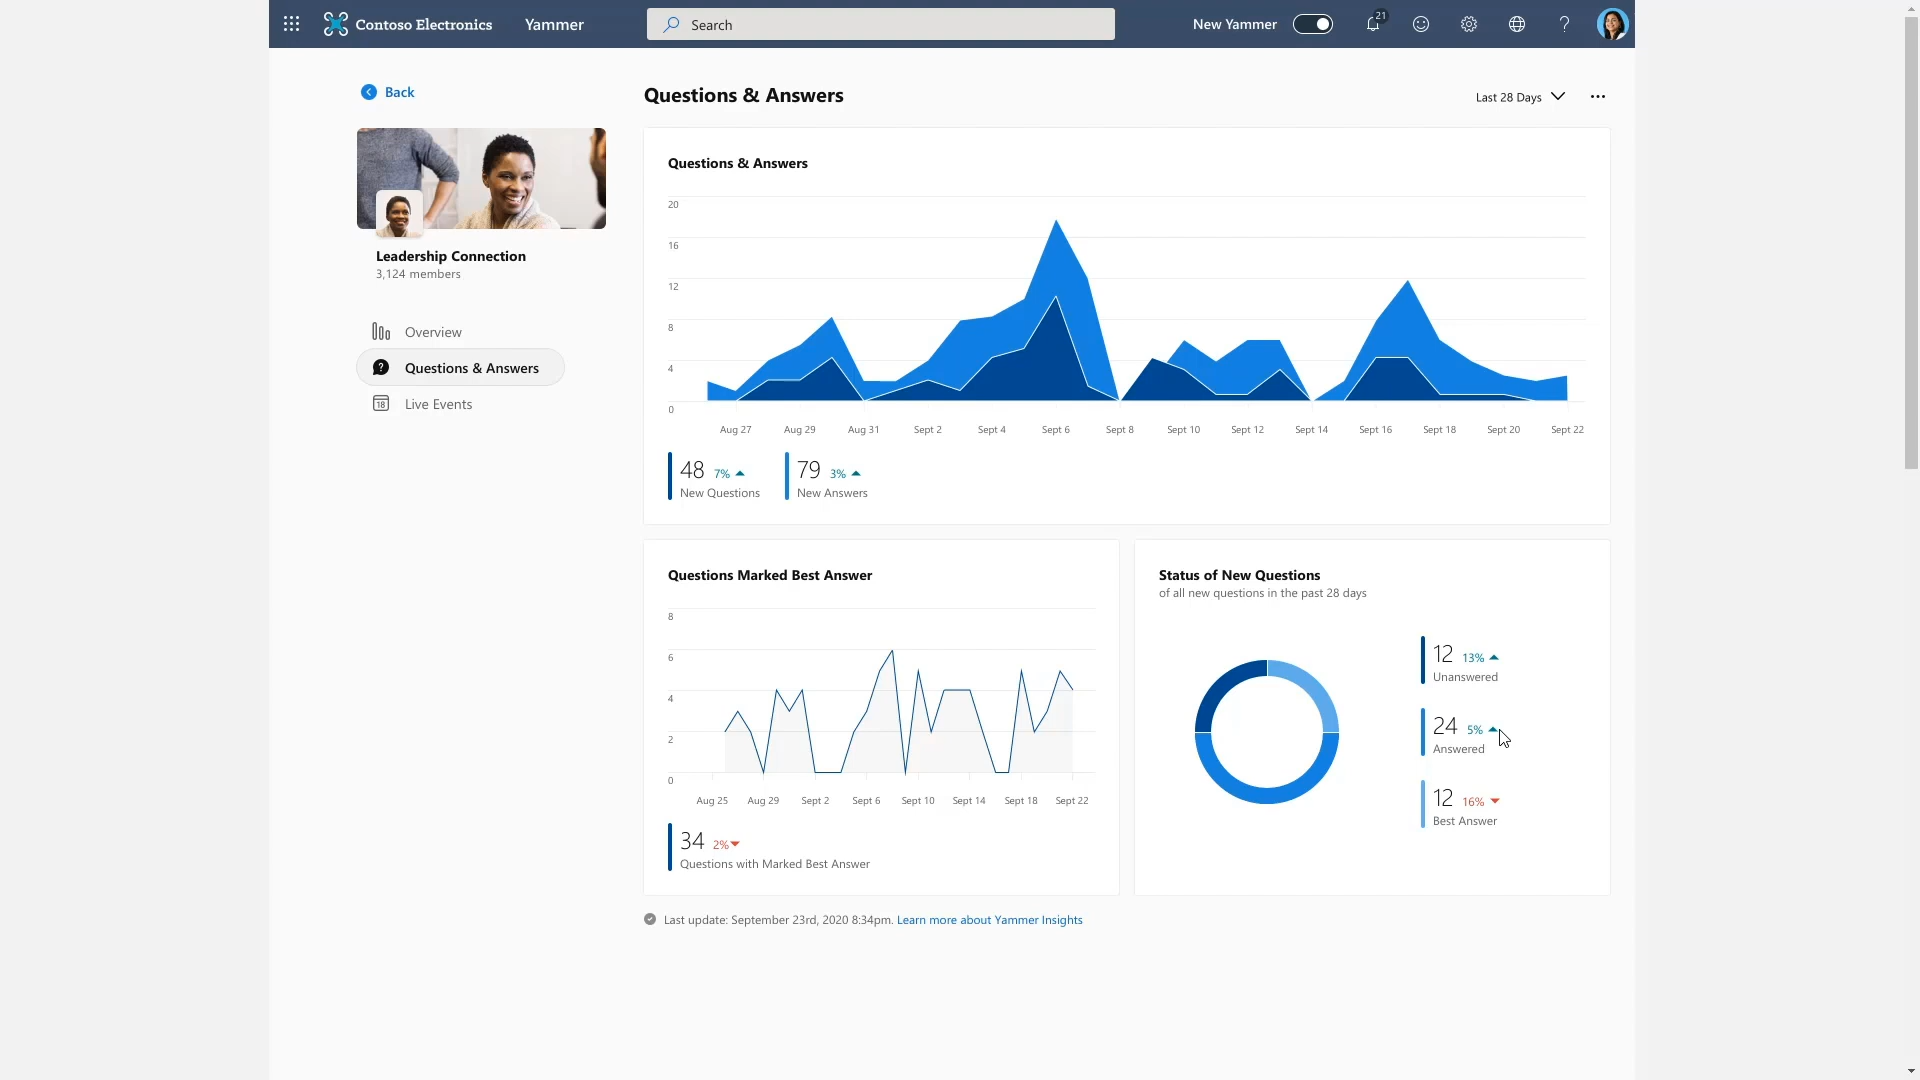 Contoso Electronics
Yammer
Search
New Yammer
21
Back
Leadership Connection
3,124 members
Overview
Questions & Answers
18
Live Events
Questions & Answers
Last 28 Days
Questions & Answers
20
16
12
8
4
0
Aug 27 Aug 29 Aug 31 Sept 2 Sept 4 Sept 6 Sept 8 Sept 10 Sept 12 Sept 14 Sept 16 Sept 18 Sept 20 Sept 22
48 7%
New Questions
79 3%
New Answers
Questions Marked Best Answer
8
6
4
2
0
Aug 25 Aug 29 Sept 2 Sept 6 Sept 10 Sept 14 Sept 18 Sept 22
34 2%
Questions with Marked Best Answer
Status of New Questions
of all new questions in the past 28 days
12 13%
Unanswered
24 5%
Answered
12 16%
Best Answer
Last update: September 23rd, 2020 8:34pm. Learn more about Yammer Insights